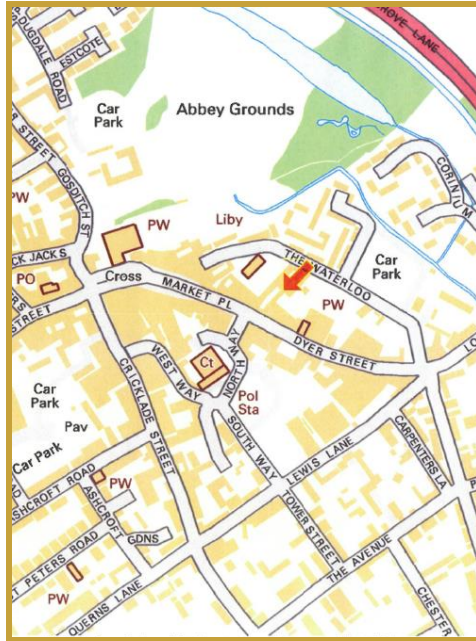 GROVE LANE
DUGDALE ROAD
ESTCOTE
Car
Park
Abbey Grounds
CORINIUM
STREET
GOSDITCH ST
PW
PW
Liby
JACKS
PO
STREET
Cross
MARKET PL
THE WATERLOO
Car
Park
PW
DYER STREET
Ct
WEST WAY
NORTH WAY
Pol
Sta
CRICKLADE STREET
Car
Park
Pav
Car Park
SOUTH WAY
LEWIS LANE
CARPENTERS LA
ASHCROFT ROAD
PW
ASHCROFT
GDNS
TOWER STREET
THE AVENUE
ST PETERS ROAD
PW
QUERNS LANE
CHESTER